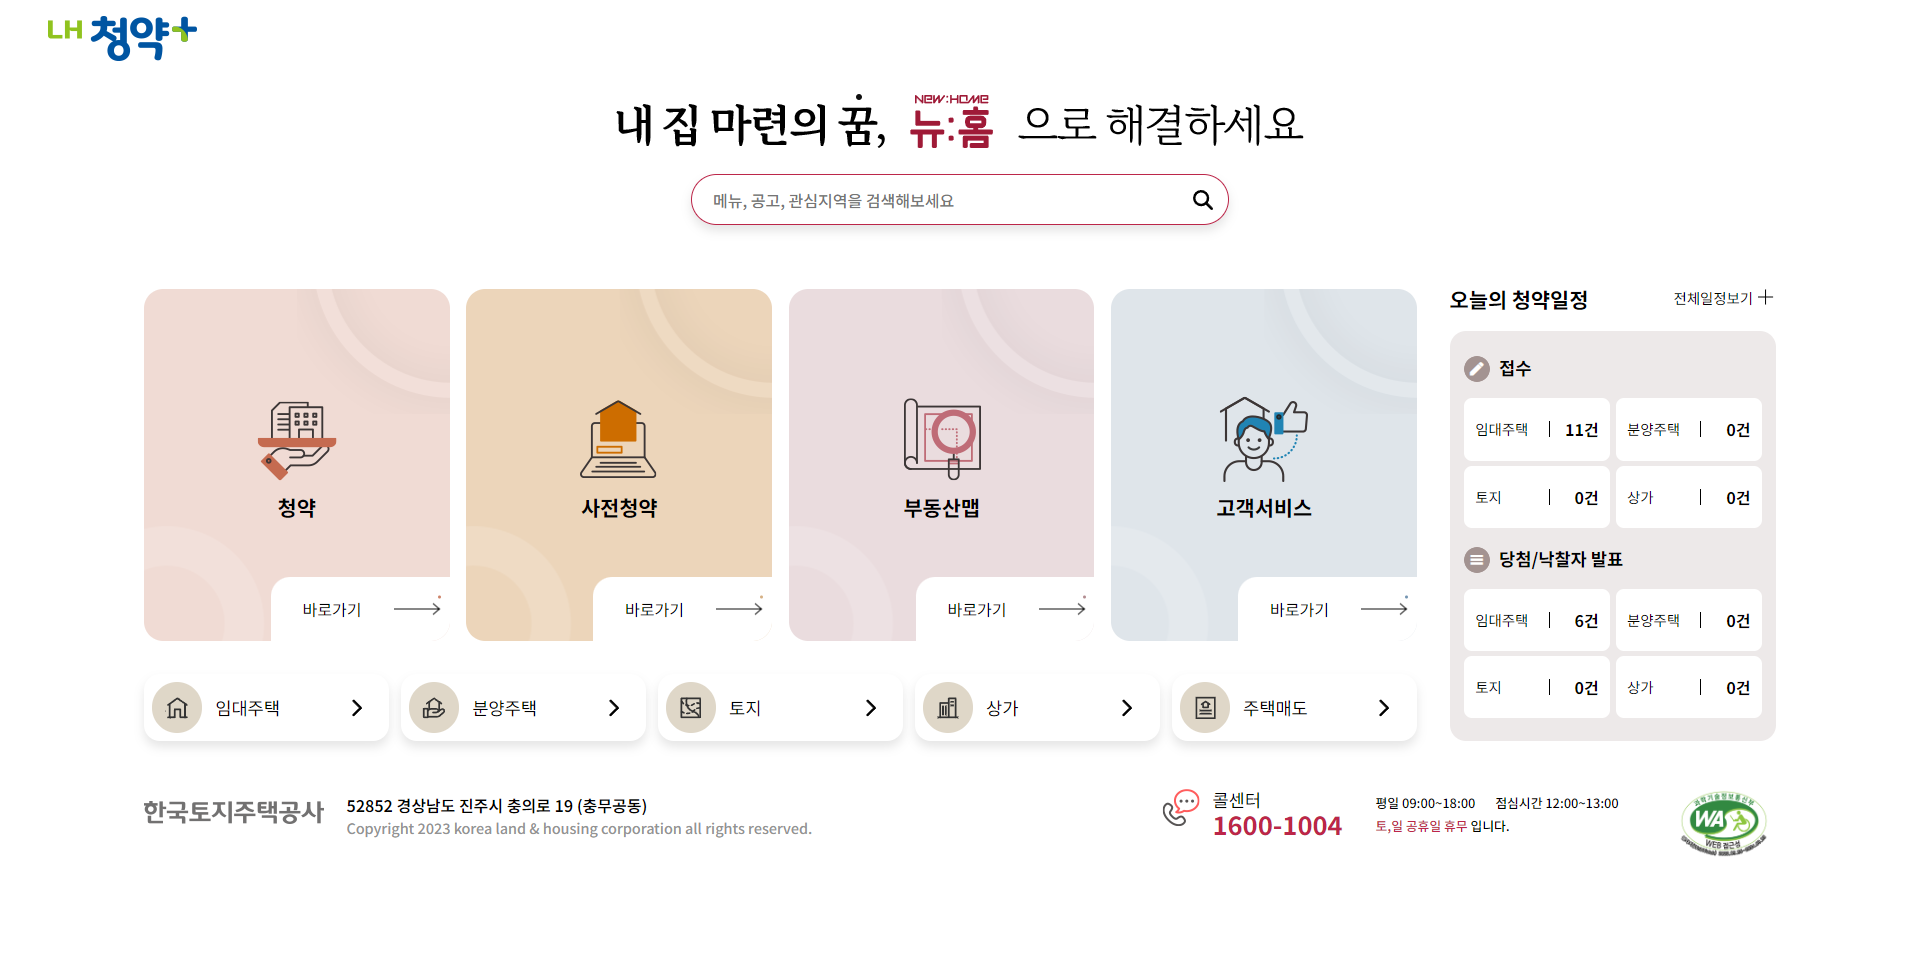 LH 청약+
내 집 마련의 꿈, NEW:HOME 뉴:홈 으로 해결하세요
메뉴, 공고, 관심지역을 검색해보세요
청약
바로가기
사전청약
바로가기
부동산맵
바로가기
고객서비스
바로가기
오늘의 청약일정
전체일정보기
접수
임대주택 11건
분양주택 0건
토지 0건
상가 0건
당첨/낙찰자 발표
임대주택 6건
분양주택 0건
토지 0건
상가 0건
임대주택
분양주택
토지
상가
주택매도
한국토지주택공사
52852 경상남도 진주시 충의로 19 (충무공동)
Copyright 2023 korea land & housing corporation all rights reserved.
콜센터
1600-1004
평일 09:00~18:00 점심시간 12:00~13:00
토,일 공휴일 휴무 입니다.
과학기술정보통신부
WA
WEB 접근성